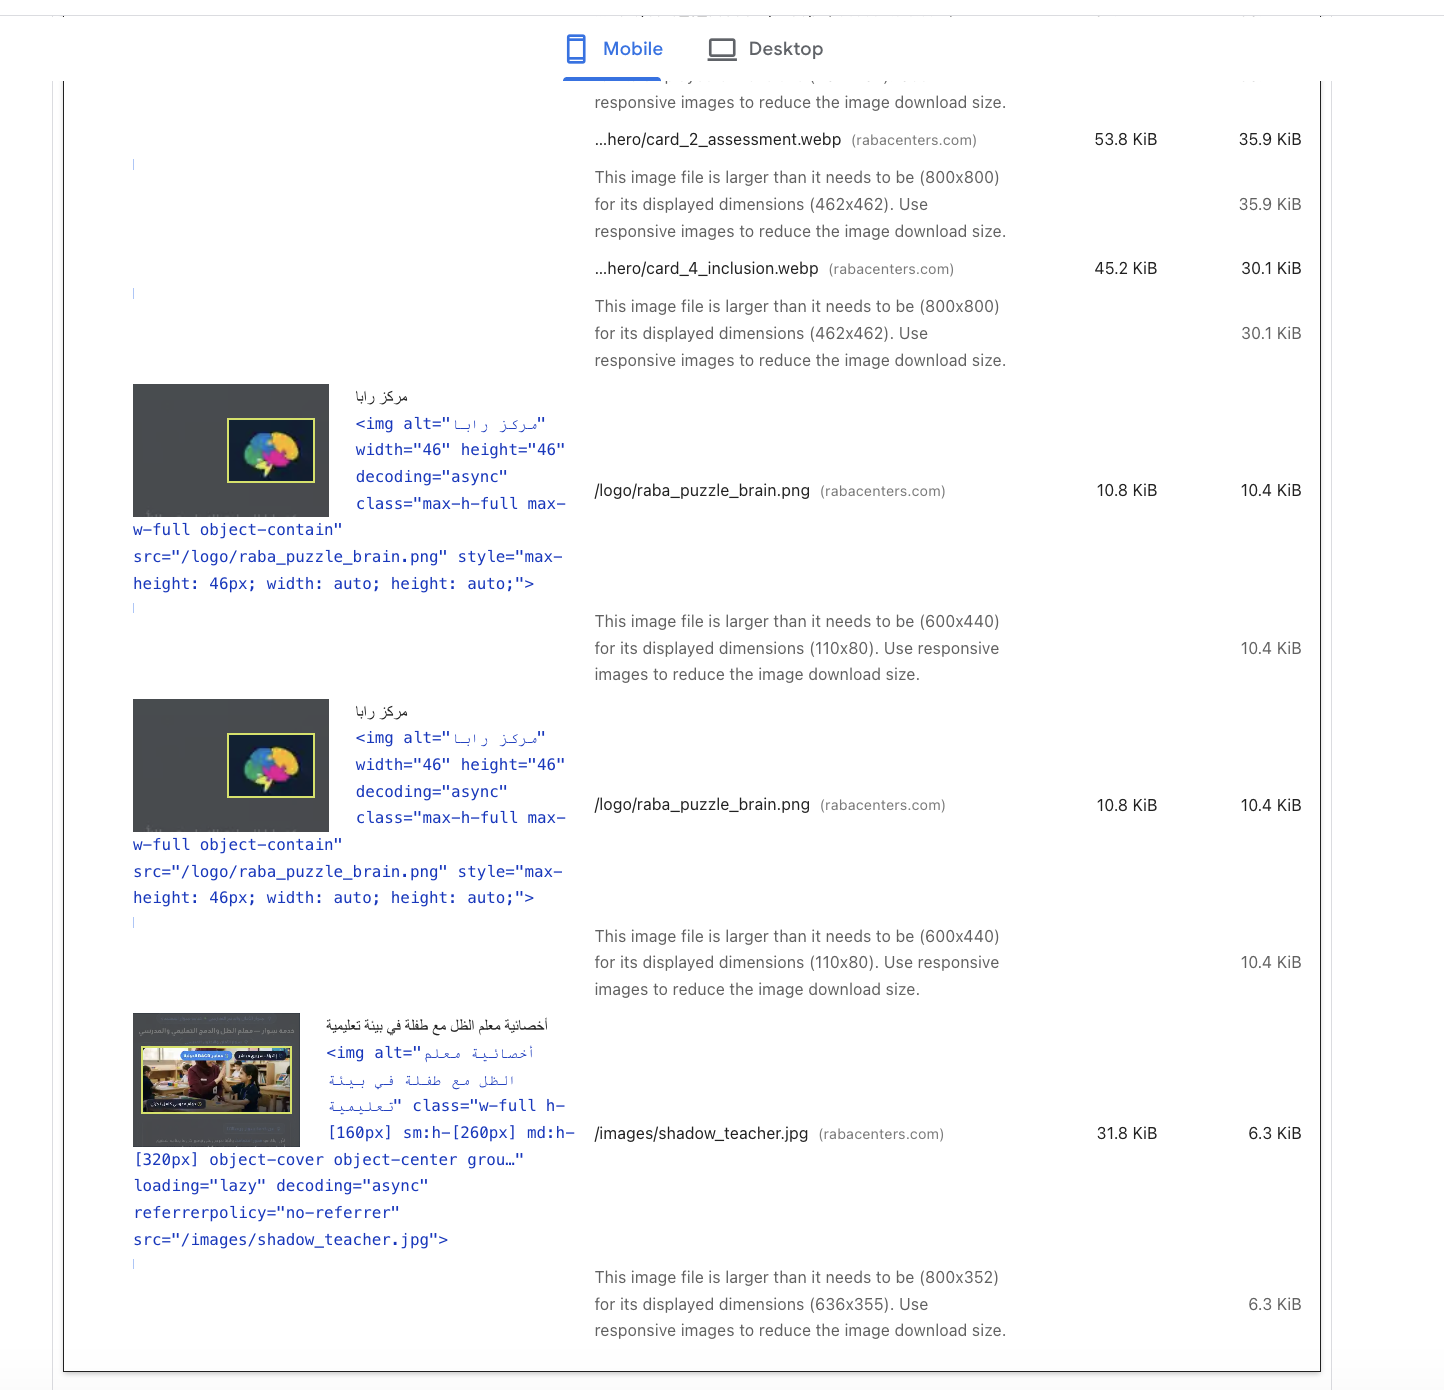 Mobile
Desktop
responsive images to reduce the image download size.
...hero/card_2_assessment.webp (rabacenters.com) 53.8 KiB 35.9 KiB
This image file is larger than it needs to be (800x800)
for its displayed dimensions (462x462). Use 35.9 KiB
responsive images to reduce the image download size.
...hero/card_4_inclusion.webp (rabacenters.com) 45.2 KiB 30.1 KiB
This image file is larger than it needs to be (800x800)
for its displayed dimensions (462x462). Use 30.1 KiB
responsive images to reduce the image download size.
مركز رابا
<img alt="مركز رابا"
width="46" height="46"
decoding="async"
class="max-h-full max-
w-full object-contain"
src="/logo/raba_puzzle_brain.png" style="max-
height: 46px; width: auto; height: auto;">
/logo/raba_puzzle_brain.png (rabacenters.com) 10.8 KiB 10.4 KiB
This image file is larger than it needs to be (600x440)
for its displayed dimensions (110x80). Use responsive 10.4 KiB
images to reduce the image download size.
مركز رابا
<img alt="مركز رابا"
width="46" height="46"
decoding="async"
class="max-h-full max-
w-full object-contain"
src="/logo/raba_puzzle_brain.png" style="max-
height: 46px; width: auto; height: auto;">
/logo/raba_puzzle_brain.png (rabacenters.com) 10.8 KiB 10.4 KiB
This image file is larger than it needs to be (600x440)
for its displayed dimensions (110x80). Use responsive 10.4 KiB
images to reduce the image download size.
أخصائية معلم الظل مع طفلة في بيئة تعليمية
<img alt="أخصائية معلم
الظل مع طفلة في بيئة
تعليمية" class="w-full h-
[160px] sm:h-[260px] md:h-
[320px] object-cover object-center grou…"
loading="lazy" decoding="async"
referrerpolicy="no-referrer"
src="/images/shadow_teacher.jpg">
/images/shadow_teacher.jpg (rabacenters.com) 31.8 KiB 6.3 KiB
This image file is larger than it needs to be (800x352)
for its displayed dimensions (636x355). Use 6.3 KiB
responsive images to reduce the image download size.